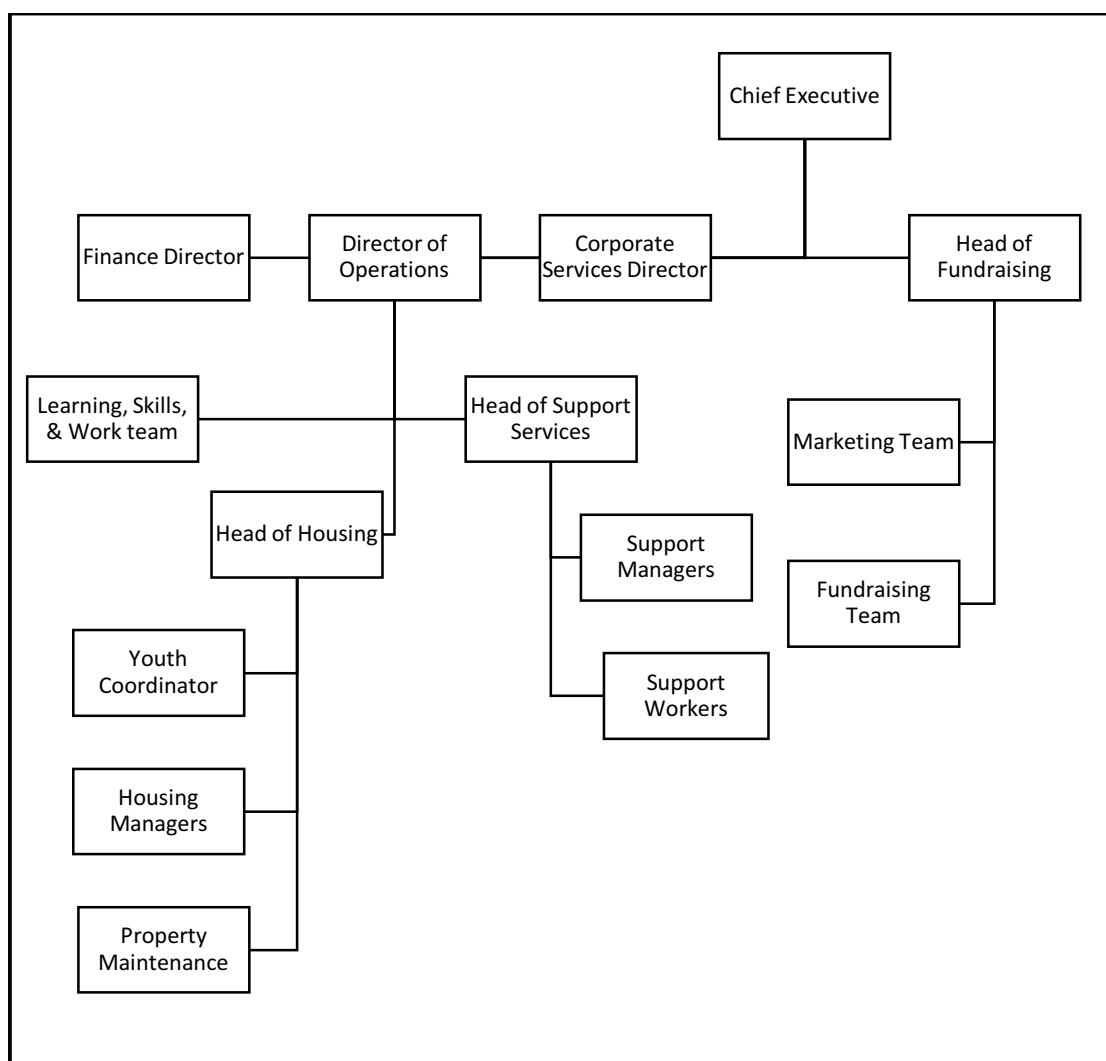 Chief Executive
Finance Director
Director of
Operations
Corporate
Services Director
Head of
Fundraising
Learning, Skills,
& Work team
Head of Support
Services
Marketing Team
Head of Housing
Support
Managers
Fundraising
Team
Youth
Coordinator
Support
Workers
Housing
Managers
Property
Maintenance